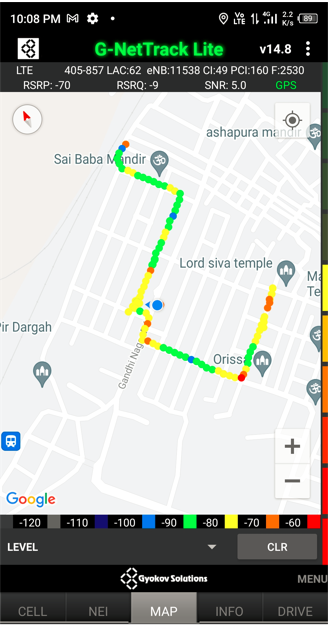 10:08 PM Vo LTE 4G 2.2 K/s 89
G-NetTrack Lite v14.8
LTE 405-857 LAC:62 eNB:11538 CI:49 PCI:160 F:2530
RSRP: -70 RSRQ: -9 SNR: 5.0 GPS
ashapura mandir
Sai Baba Mandir
Lord siva temple
Ma
Te
Pir Dargah
Gandhi Nag
Oriss
+
−
Google
-120 -110 -100 -90 -80 -70 -60
LEVEL CLR
Gyokov Solutions MENU
CELL NEI MAP INFO DRIVE